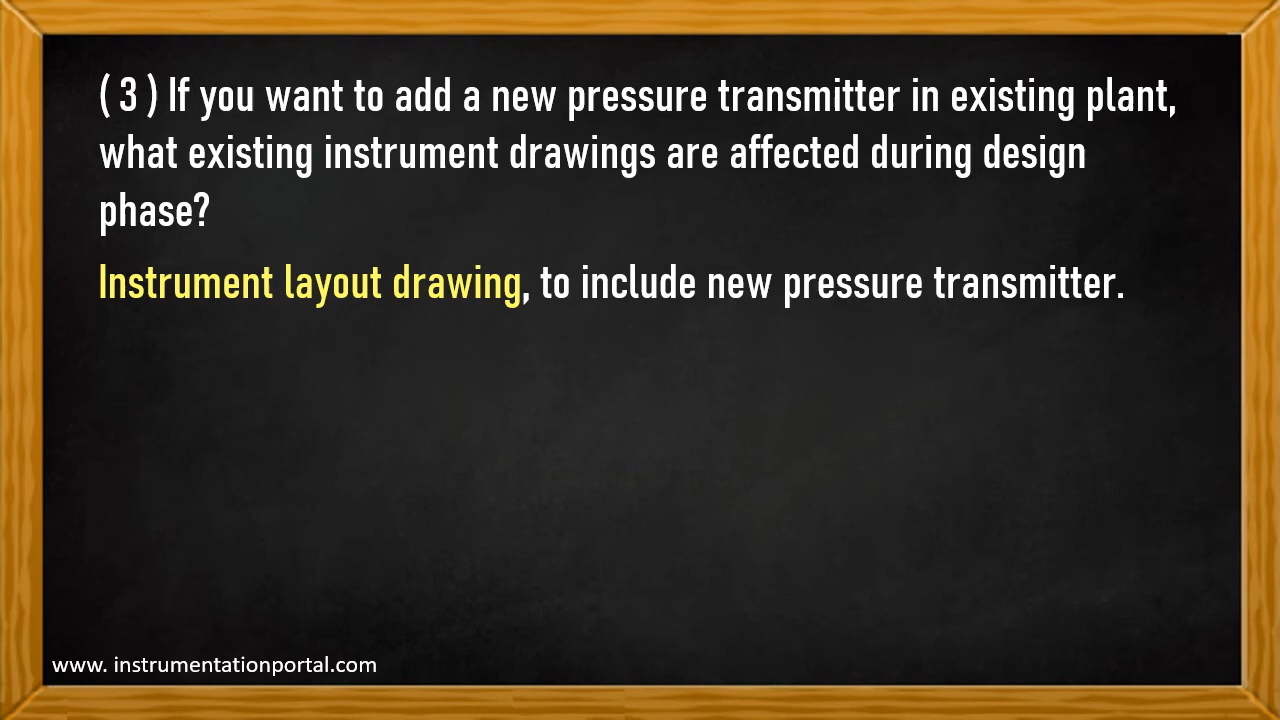 ( 3 ) If you want to add a new pressure transmitter in existing plant,
what existing instrument drawings are affected during design
phase?
Instrument layout drawing, to include new pressure transmitter.
www. instrumentationportal.com